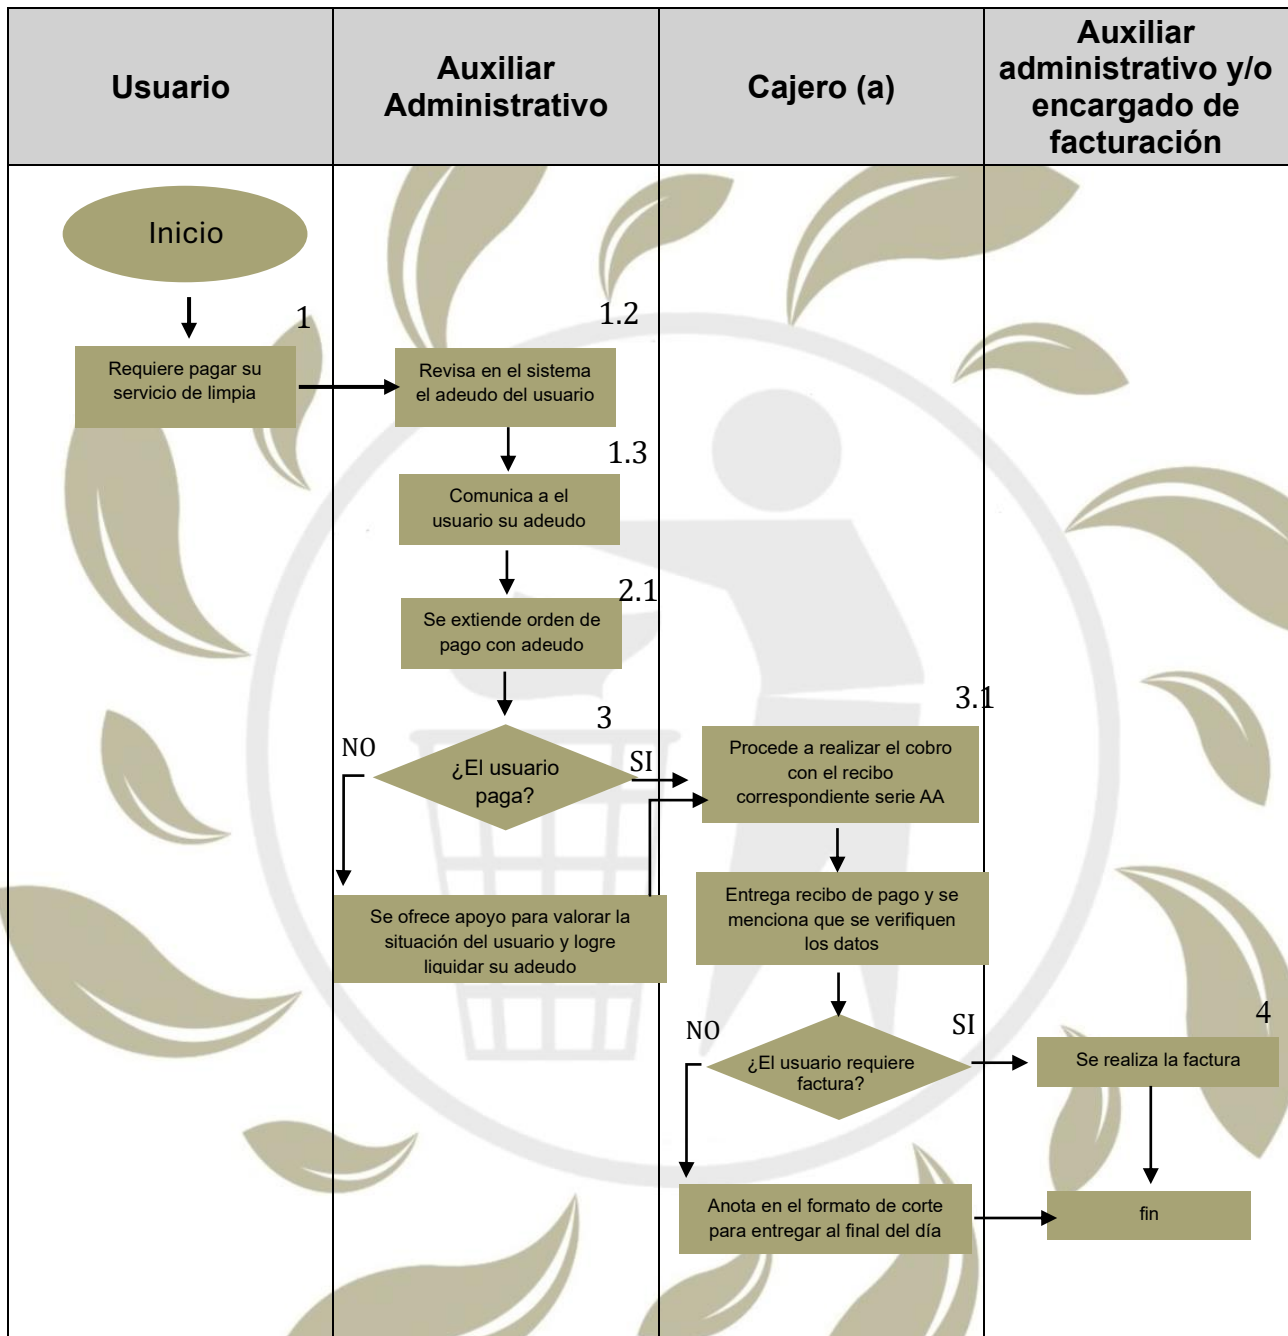 Usuario
Auxiliar
Administrativo
Cajero (a)
Auxiliar
administrativo y/o
encargado de
facturación
Inicio
1
Requiere pagar su
servicio de limpia
1.2
Revisa en el sistema
el adeudo del usuario
1.3
Comunica a el
usuario su adeudo
2.1
Se extiende orden de
pago con adeudo
3
NO
¿El usuario
paga?
SI
3.1
Procede a realizar el cobro
con el recibo
correspondiente serie AA
Se ofrece apoyo para valorar la
situación del usuario y logre
liquidar su adeudo
Entrega recibo de pago y se
menciona que se verifiquen
los datos
NO
¿El usuario requiere
factura?
SI
4
Se realiza la factura
Anota en el formato de corte
para entregar al final del día
fin